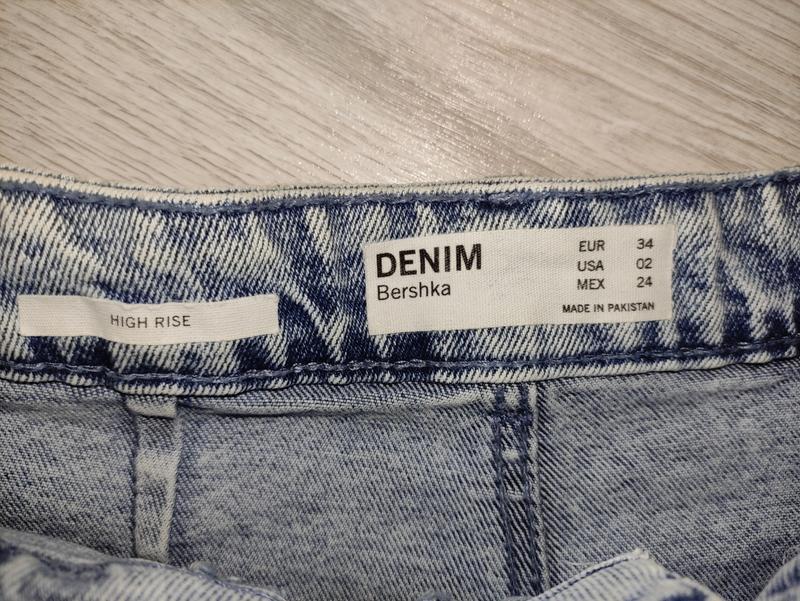 HIGH RISE
DENIM
Bershka
EUR 34
USA 02
MEX 24
MADE IN PAKISTAN